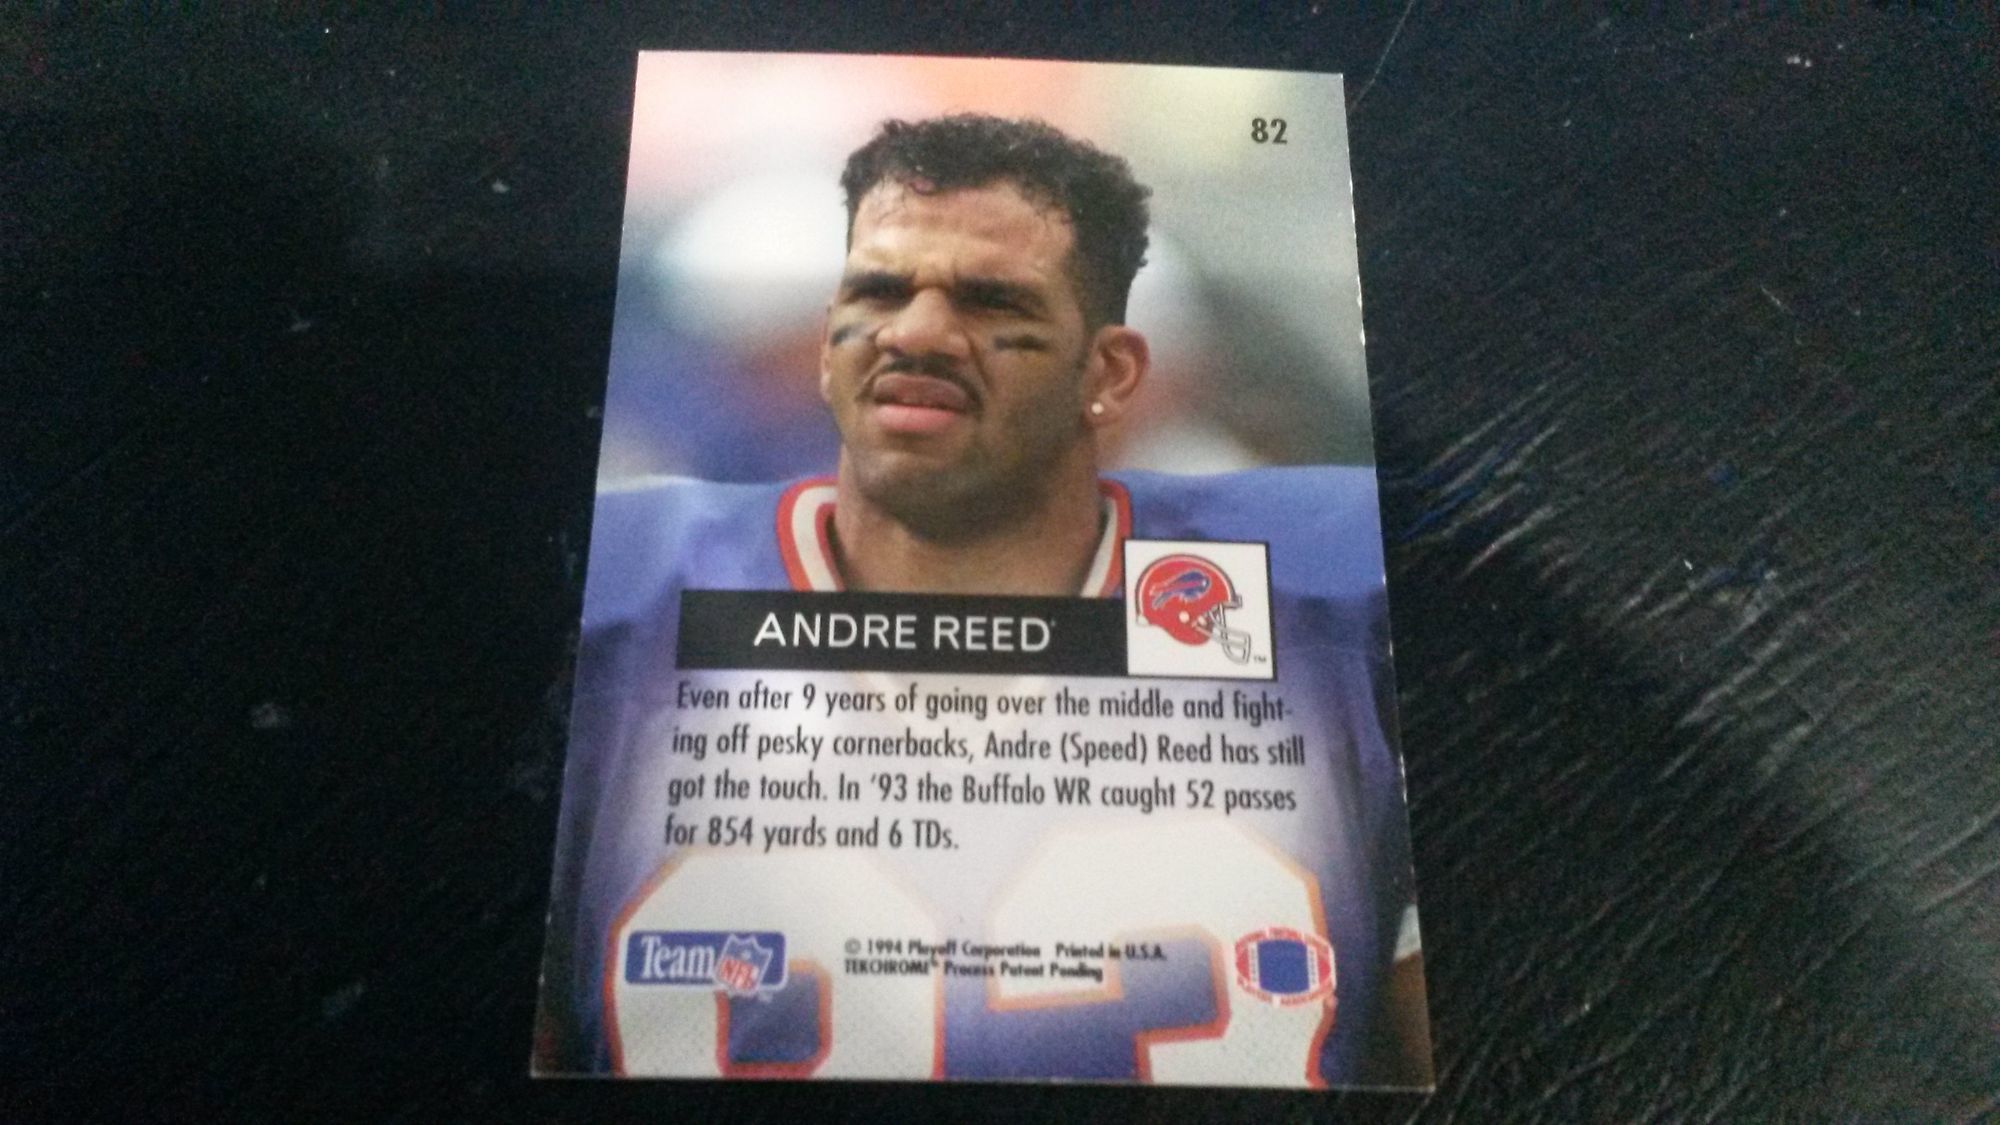 82
ANDRE REED
Even after 9 years of going over the middle and fight-
ing off pesky cornerbacks, Andre (Speed) Reed has still
got the touch. In '93 the Buffalo WR caught 52 passes
for 854 yards and 6 TDs.
Team NFL
© 1994 Playoff Corporation Printed in U.S.A.
TEKCHROME Process Patent Pending